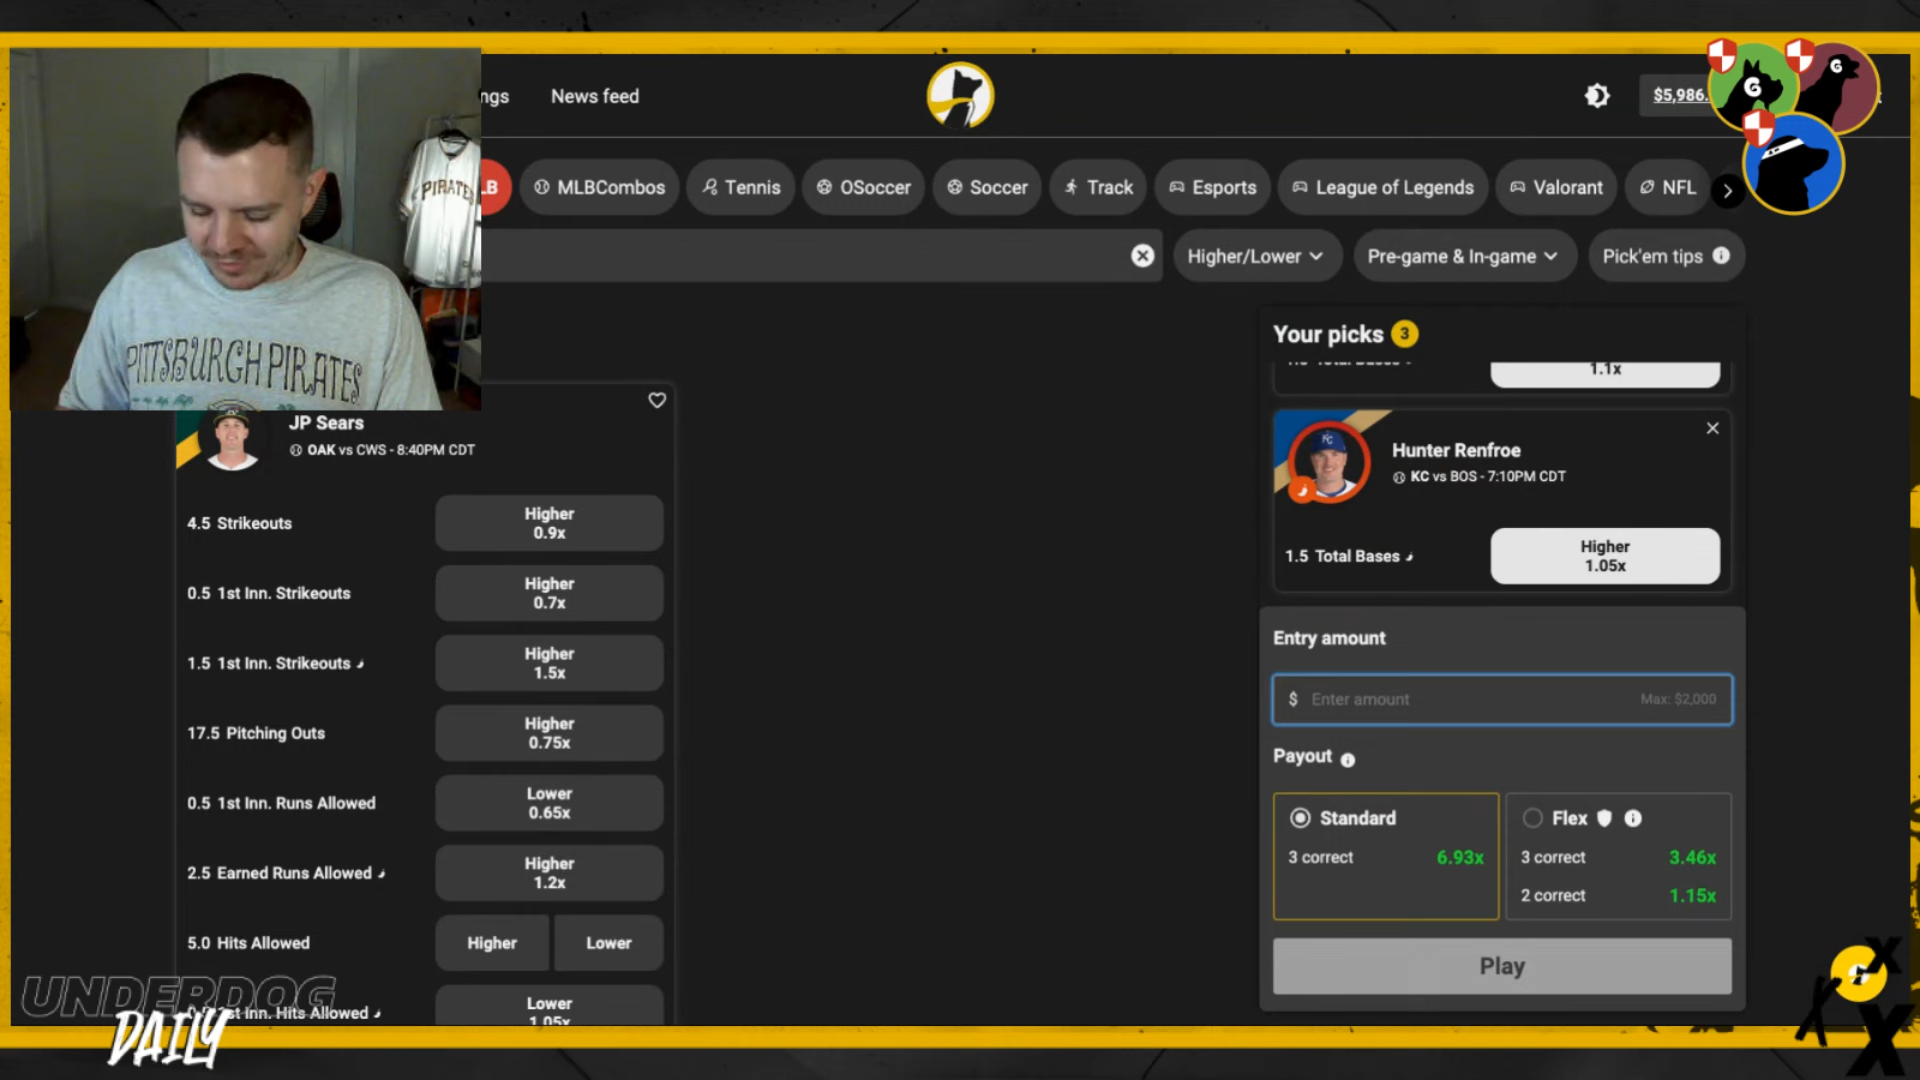 ngs
News feed
$5,986.
LB
MLBCombos
Tennis
OSoccer
Soccer
Track
Esports
League of Legends
Valorant
NFL
Higher/Lower
Pre-game & In-game
Pick'em tips
PIRATES
PITTSBURGH PIRATES
JP Sears
OAK vs CWS - 8:40PM CDT
4.5 Strikeouts
Higher
0.9x
0.5 1st Inn. Strikeouts
Higher
0.7x
1.5 1st Inn. Strikeouts
Higher
1.5x
17.5 Pitching Outs
Higher
0.75x
0.5 1st Inn. Runs Allowed
Lower
0.65x
2.5 Earned Runs Allowed
Higher
1.2x
5.0 Hits Allowed
Higher
Lower
1st Inn. Hits Allowed
Lower
1.05x
Your picks 3
Total Bases
1.1x
Hunter Renfroe
KC vs BOS - 7:10PM CDT
KC
1.5 Total Bases
Higher
1.05x
Entry amount
$ Enter amount
Max: $2,000
Payout
Standard
3 correct 6.93x
Flex
3 correct 3.46x
2 correct 1.15x
Play
UNDERDOG
DAILY